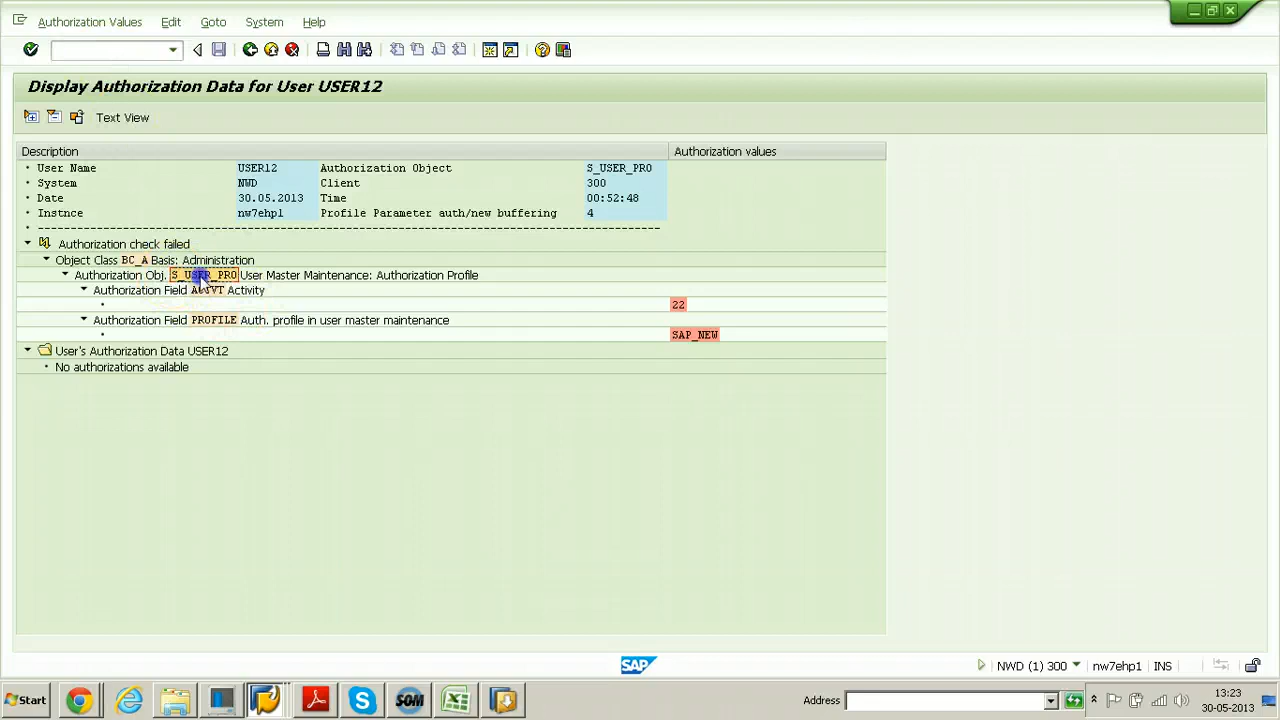 Authorization Values Edit Goto System Help
Display Authorization Data for User USER12
Text View
Description Authorization values
User Name USER12 Authorization Object S_USER_PRO
System NWD Client 300
Date 30.05.2013 Time 00:52:48
Instnce nw7ehp1 Profile Parameter auth/new buffering 4
Authorization check failed
Object Class BC_A Basis: Administration
Authorization Obj. S_USER_PRO User Master Maintenance: Authorization Profile
Authorization Field ACTVT Activity
22
Authorization Field PROFILE Auth. profile in user master maintenance
SAP_NEW
User's Authorization Data USER12
No authorizations available
SAP
NWD (1) 300 nw7ehp1 INS
Start
SOM
Address
13:23
30-05-2013